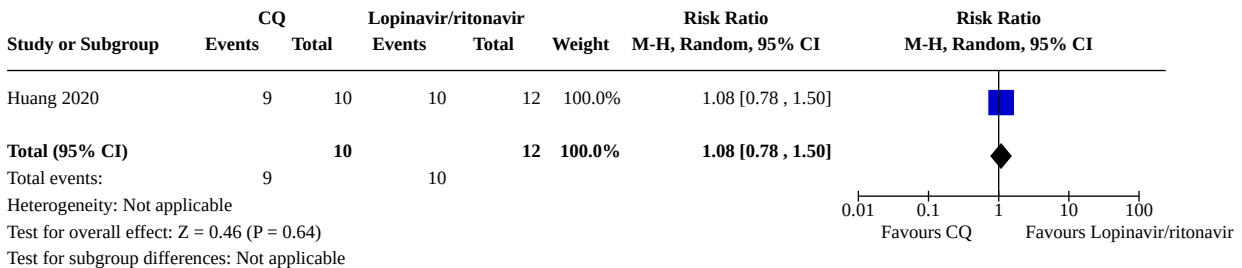 CQ Lopinavir/ritonavir Risk Ratio Risk Ratio
Study or Subgroup Events Total Events Total Weight M-H, Random, 95% CI M-H, Random, 95% CI
Huang 2020 9 10 10 12 100.0% 1.08 [0.78 , 1.50]
Total (95% CI) 10 12 100.0% 1.08 [0.78 , 1.50]
Total events: 9 10
Heterogeneity: Not applicable 0.01 0.1 1 10 100
Test for overall effect: Z = 0.46 (P = 0.64) Favours CQ Favours Lopinavir/ritonavir
Test for subgroup differences: Not applicable